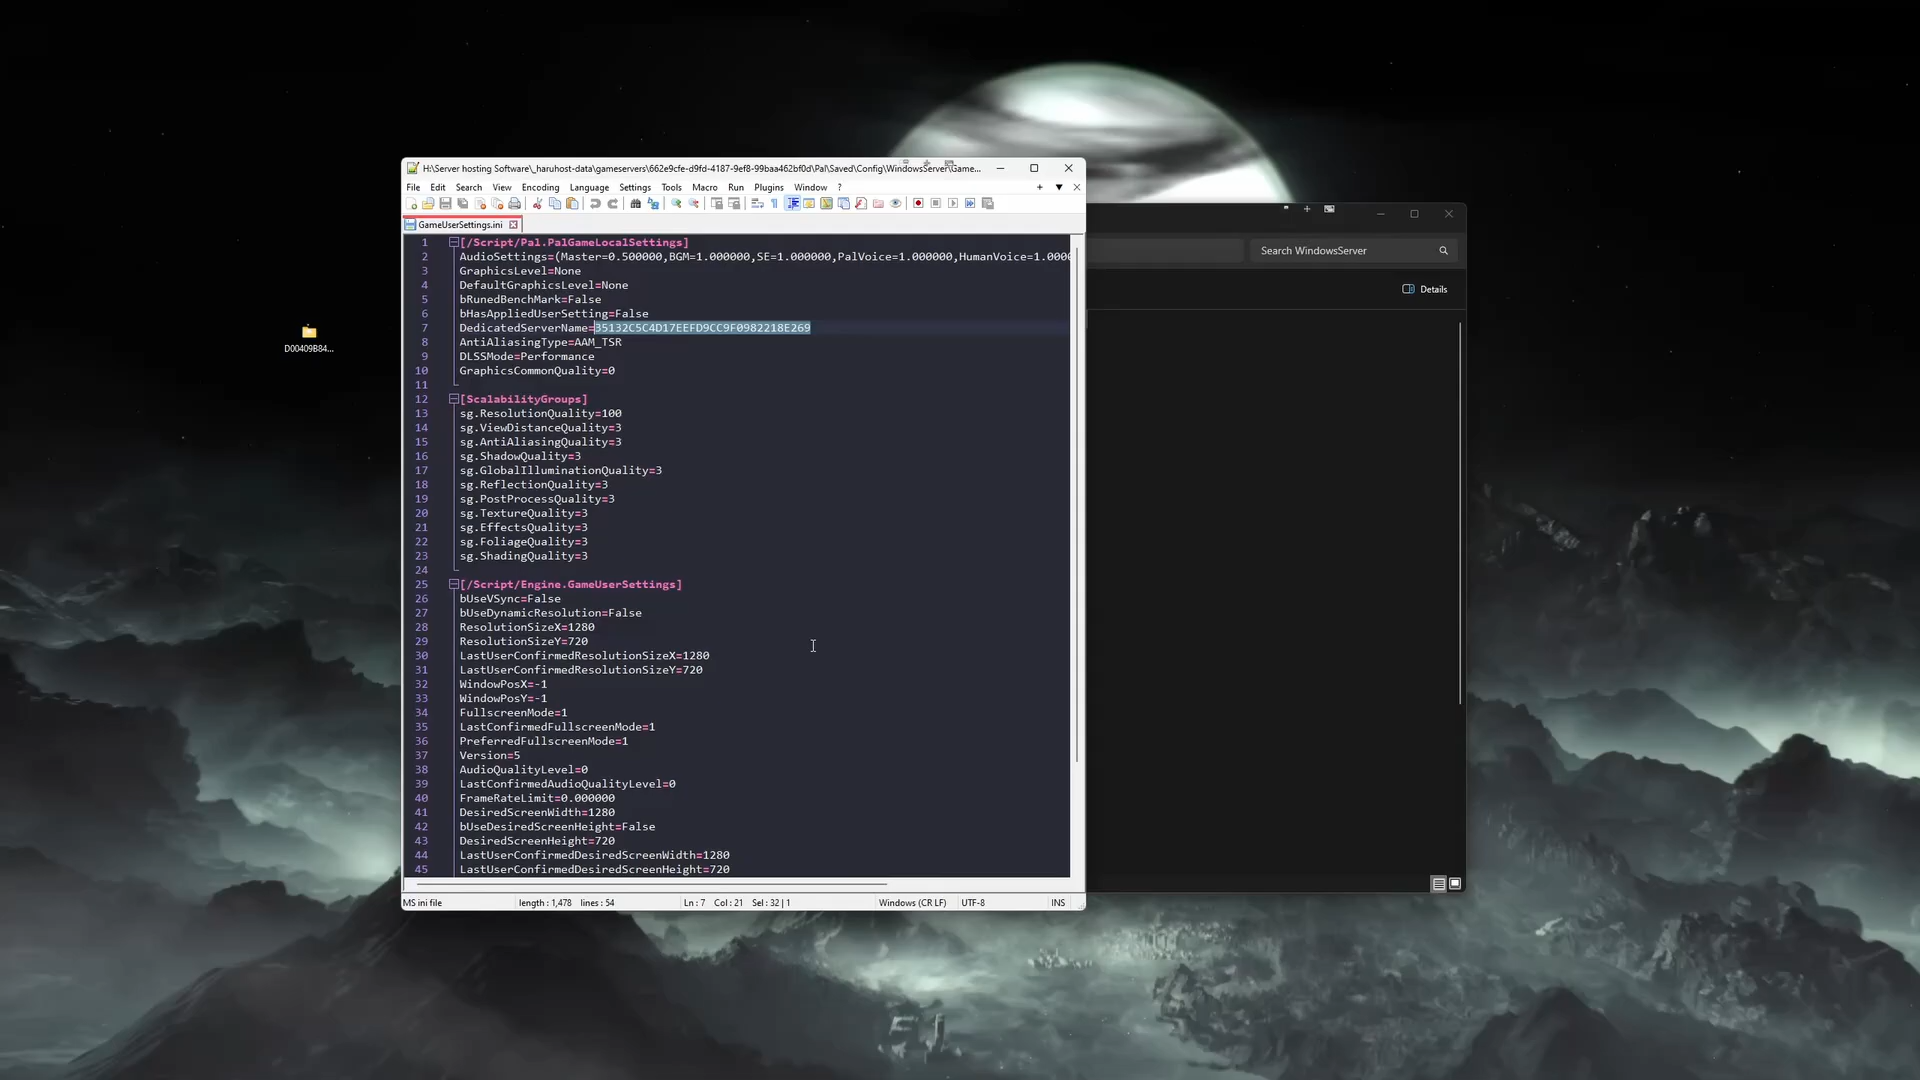 H:\Server hosting Software\_haruhost-data\gameservers\662e9cfe-d9fd-4187-9ef8-99baa462bf0d\Pal\Saved\Config\WindowsServer\Game...
File Edit Search View Encoding Language Settings Tools Macro Run Plugins Window ?
GameUserSettings.ini
1 [/Script/Pal.PalGameLocalSettings]
2 AudioSettings=(Master=0.500000,BGM=1.000000,SE=1.000000,PalVoice=1.000000,HumanVoice=1.0000
3 GraphicsLevel=None
4 DefaultGraphicsLevel=None
5 bRunedBenchMark=False
6 bHasAppliedUserSetting=False
7 DedicatedServerName=35132C5C4D17EEFD9CC9F0982218E269
8 AntiAliasingType=AAM_TSR
9 DLSSMode=Performance
10 GraphicsCommonQuality=0
11
12 [ScalabilityGroups]
13 sg.ResolutionQuality=100
14 sg.ViewDistanceQuality=3
15 sg.AntiAliasingQuality=3
16 sg.ShadowQuality=3
17 sg.GlobalIlluminationQuality=3
18 sg.ReflectionQuality=3
19 sg.PostProcessQuality=3
20 sg.TextureQuality=3
21 sg.EffectsQuality=3
22 sg.FoliageQuality=3
23 sg.ShadingQuality=3
24
25 [/Script/Engine.GameUserSettings]
26 bUseVSync=False
27 bUseDynamicResolution=False
28 ResolutionSizeX=1280
29 ResolutionSizeY=720
30 LastUserConfirmedResolutionSizeX=1280
31 LastUserConfirmedResolutionSizeY=720
32 WindowPosX=-1
33 WindowPosY=-1
34 FullscreenMode=1
35 LastConfirmedFullscreenMode=1
36 PreferredFullscreenMode=1
37 Version=5
38 AudioQualityLevel=0
39 LastConfirmedAudioQualityLevel=0
40 FrameRateLimit=0.000000
41 DesiredScreenWidth=1280
42 bUseDesiredScreenHeight=False
43 DesiredScreenHeight=720
44 LastUserConfirmedDesiredScreenWidth=1280
45 LastUserConfirmedDesiredScreenHeight=720
MS ini file length : 1,478 lines : 54 Ln : 7 Col : 21 Sel : 32 | 1 Windows (CR LF) UTF-8 INS
Search WindowsServer
Details
D00409B84...